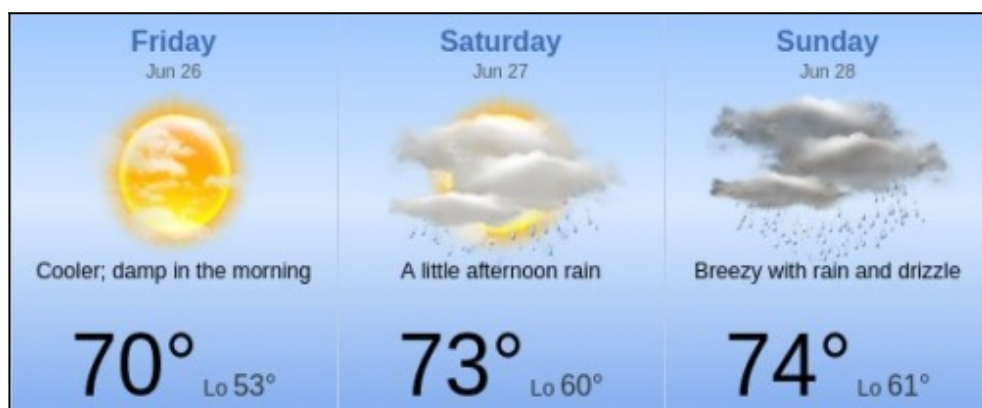 Friday
Jun 26
Cooler; damp in the morning
70° Lo 53°
Saturday
Jun 27
A little afternoon rain
73° Lo 60°
Sunday
Jun 28
Breezy with rain and drizzle
74° Lo 61°